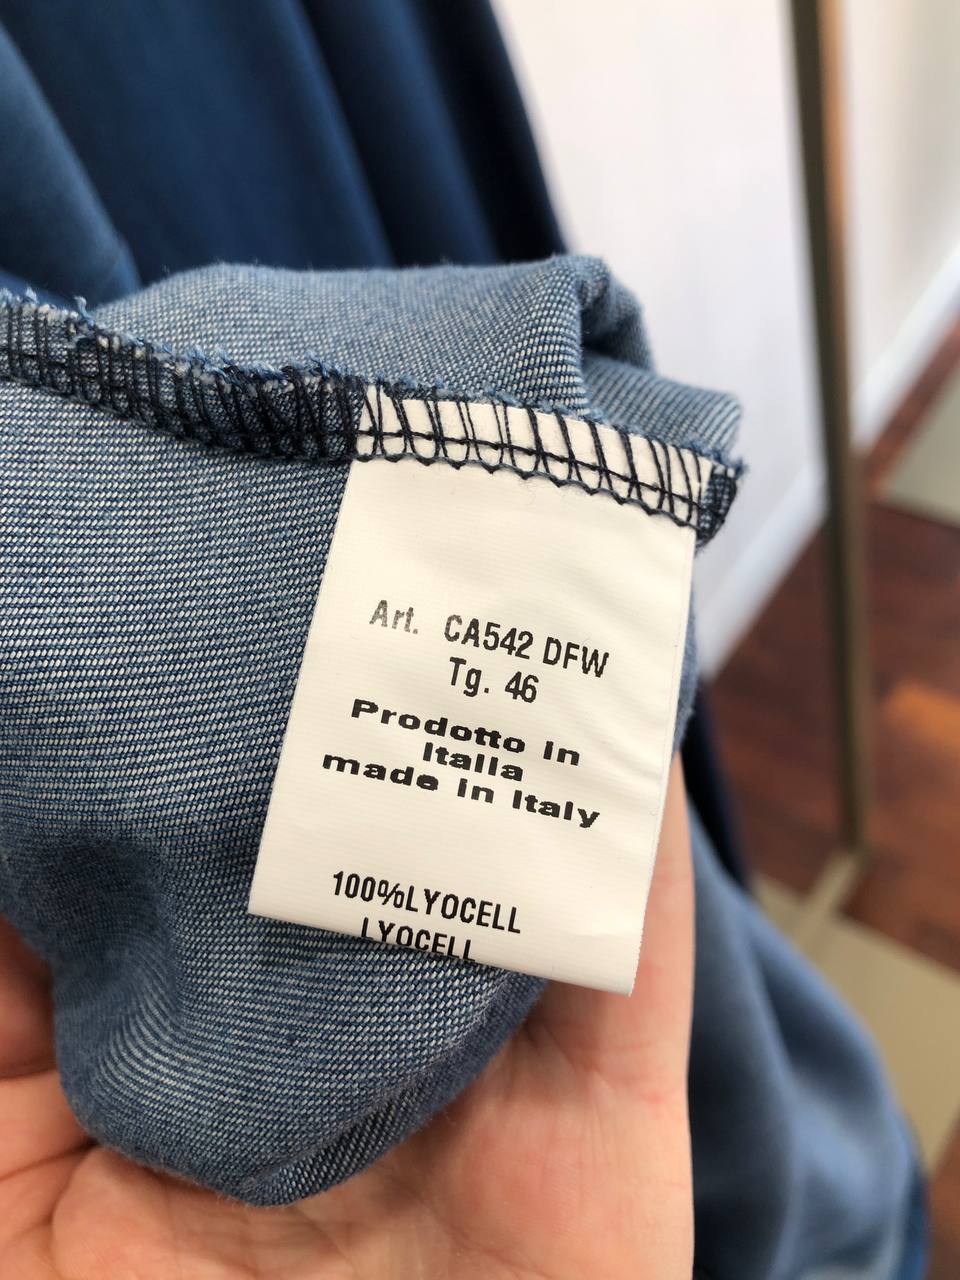 Art. CA542 DFW
Tg. 46
Prodotto in
Italia
made in Italy
100%LYOCELL
LYOCELL